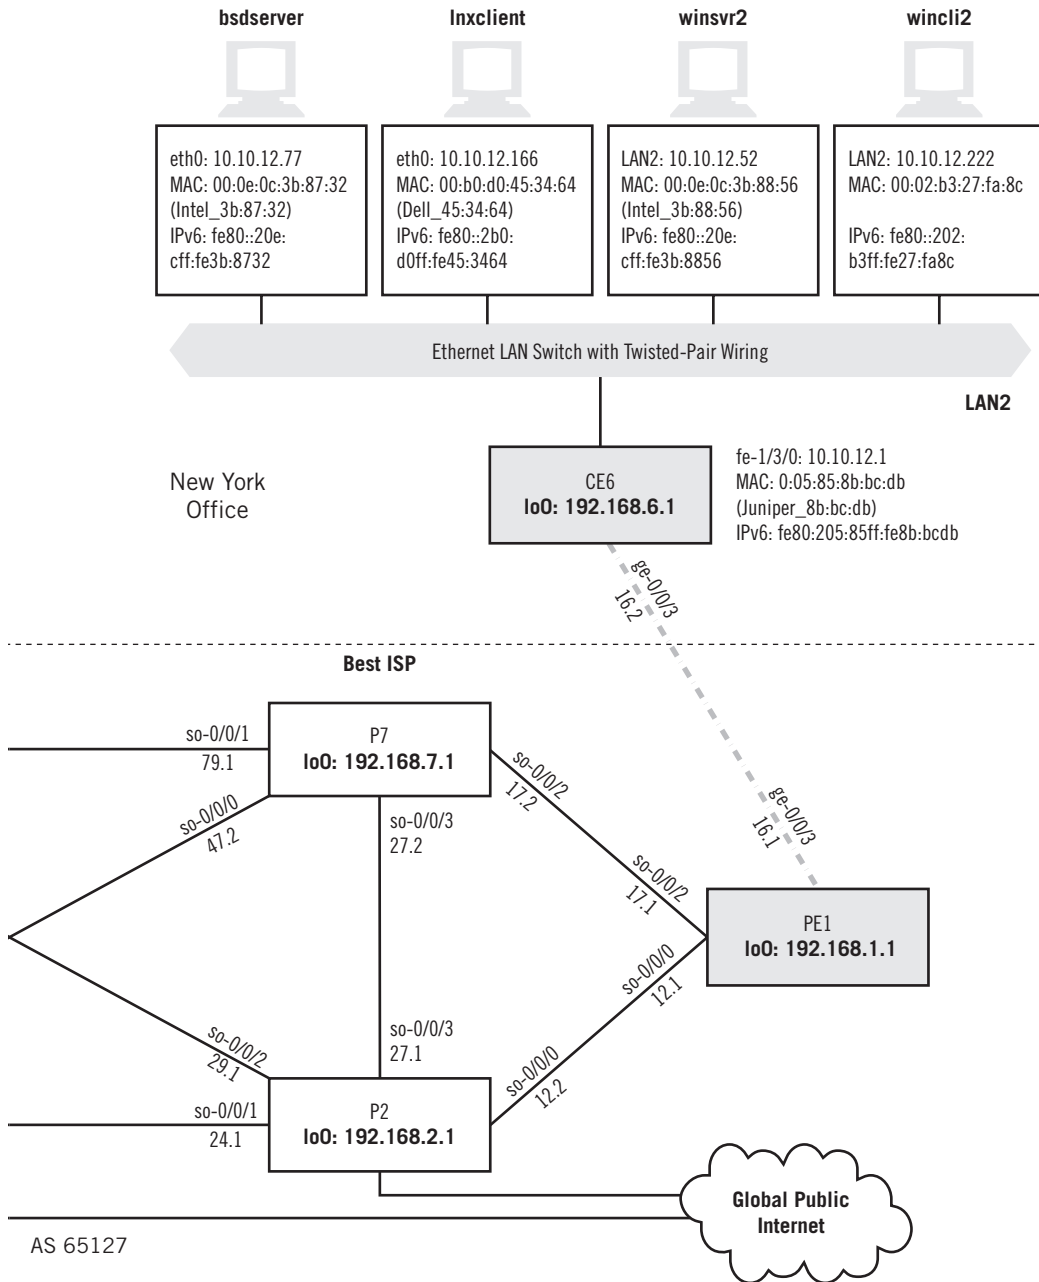 bsdserver
lnxclient
winsvr2
wincli2
eth0: 10.10.12.77
MAC: 00:0e:0c:3b:87:32
(Intel_3b:87:32)
IPv6: fe80::20e:
cff:fe3b:8732
eth0: 10.10.12.166
MAC: 00:b0:d0:45:34:64
(Dell_45:34:64)
IPv6: fe80::2b0:
d0ff:fe45:3464
LAN2: 10.10.12.52
MAC: 00:0e:0c:3b:88:56
(Intel_3b:88:56)
IPv6: fe80::20e:
cff:fe3b:8856
LAN2: 10.10.12.222
MAC: 00:02:b3:27:fa:8c
IPv6: fe80::202:
b3ff:fe27:fa8c
Ethernet LAN Switch with Twisted-Pair Wiring
LAN2
New York
Office
CE6
lo0: 192.168.6.1
fe-1/3/0: 10.10.12.1
MAC: 0:05:85:8b:bc:db
(Juniper_8b:bc:db)
IPv6: fe80:205:85ff:fe8b:bcdb
ge-0/0/3
16.2
Best ISP
so-0/0/1
79.1
P7
lo0: 192.168.7.1
so-0/0/2
17.2
so-0/0/0
47.2
so-0/0/3
27.2
ge-0/0/3
16.1
so-0/0/2
17.1
PE1
lo0: 192.168.1.1
so-0/0/0
12.1
so-0/0/2
29.1
so-0/0/3
27.1
so-0/0/0
12.2
so-0/0/1
24.1
P2
lo0: 192.168.2.1
Global Public
Internet
AS 65127